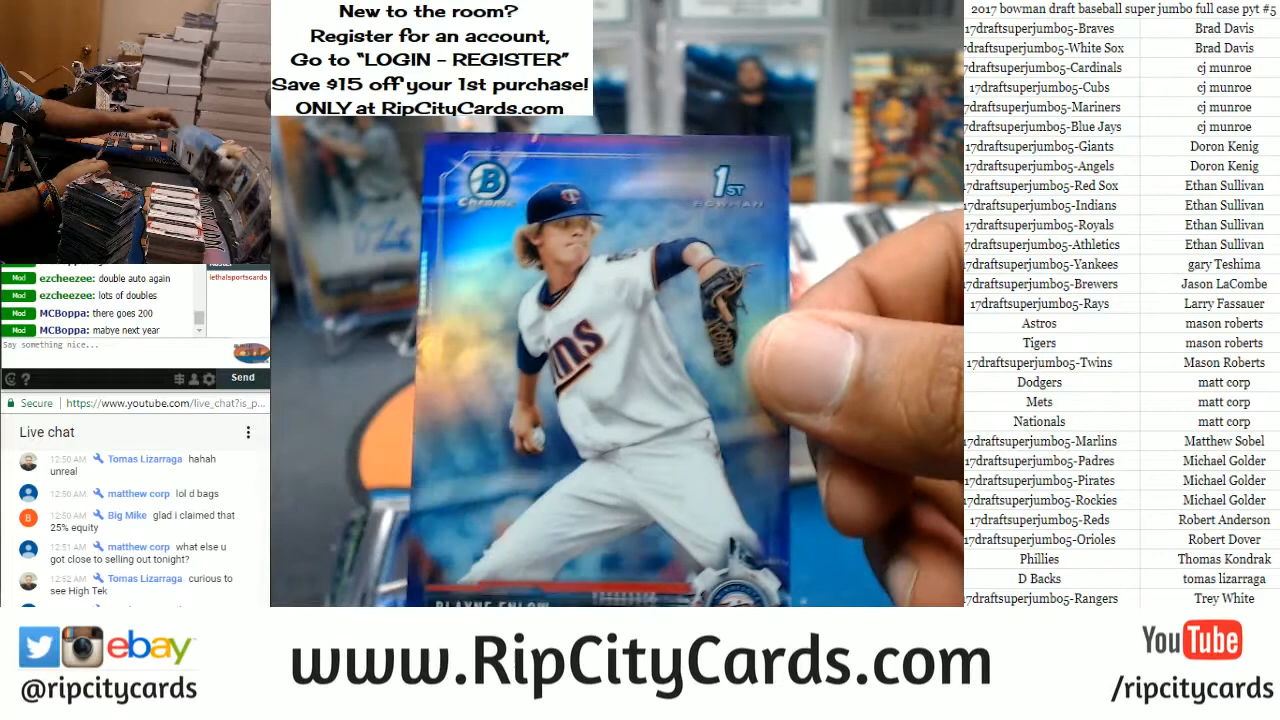 New to the room?
Register for an account,
Go to “LOGIN – REGISTER”
Save $15 off your 1st purchase!
ONLY at RipCityCards.com
Mod ezcheezee: double auto again
Mod ezcheezee: lots of doubles
Mod MCBoppa: there goes 200
Mod MCBoppa: mabye next year
lethalsportscards
Say something nice...
Send
Secure https://www.youtube.com/live_chat?is_p...
Live chat
12:50 AM Tomas Lizarraga hahah
unreal
12:50 AM matthew corp lol d bags
B 12:50 AM Big Mike glad i claimed that
25% equity
12:51 AM matthew corp what else u
got close to selling out tonight?
12:52 AM Tomas Lizarraga curious to
see High Tek
B
Chrome
1ST
BOWMAN
BLAYNE ENLOW
2017 bowman draft baseball super jumbo full case pyt #5
17draftsuperjumbo5-Braves Brad Davis
17draftsuperjumbo5-White Sox Brad Davis
17draftsuperjumbo5-Cardinals cj munroe
17draftsuperjumbo5-Cubs cj munroe
17draftsuperjumbo5-Mariners cj munroe
17draftsuperjumbo5-Blue Jays cj munroe
17draftsuperjumbo5-Giants Doron Kenig
17draftsuperjumbo5-Angels Doron Kenig
17draftsuperjumbo5-Red Sox Ethan Sullivan
17draftsuperjumbo5-Indians Ethan Sullivan
17draftsuperjumbo5-Royals Ethan Sullivan
17draftsuperjumbo5-Athletics Ethan Sullivan
17draftsuperjumbo5-Yankees gary Teshima
17draftsuperjumbo5-Brewers Jason LaCombe
17draftsuperjumbo5-Rays Larry Fassauer
Astros mason roberts
Tigers mason roberts
17draftsuperjumbo5-Twins Mason Roberts
Dodgers matt corp
Mets matt corp
Nationals matt corp
17draftsuperjumbo5-Marlins Matthew Sobel
17draftsuperjumbo5-Padres Michael Golder
17draftsuperjumbo5-Pirates Michael Golder
17draftsuperjumbo5-Rockies Michael Golder
17draftsuperjumbo5-Reds Robert Anderson
17draftsuperjumbo5-Orioles Robert Dover
Phillies Thomas Kondrak
D Backs tomas lizarraga
17draftsuperjumbo5-Rangers Trey White
ebay
@ripcitycards
www.RipCityCards.com
YouTube
/ripcitycards